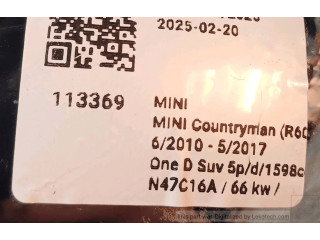 2025-02-20
113369
MINI
MINI Countryman (R60
6/2010 - 5/2017
One D Suv 5p/d/1598c
N47C16A / 66 kw /